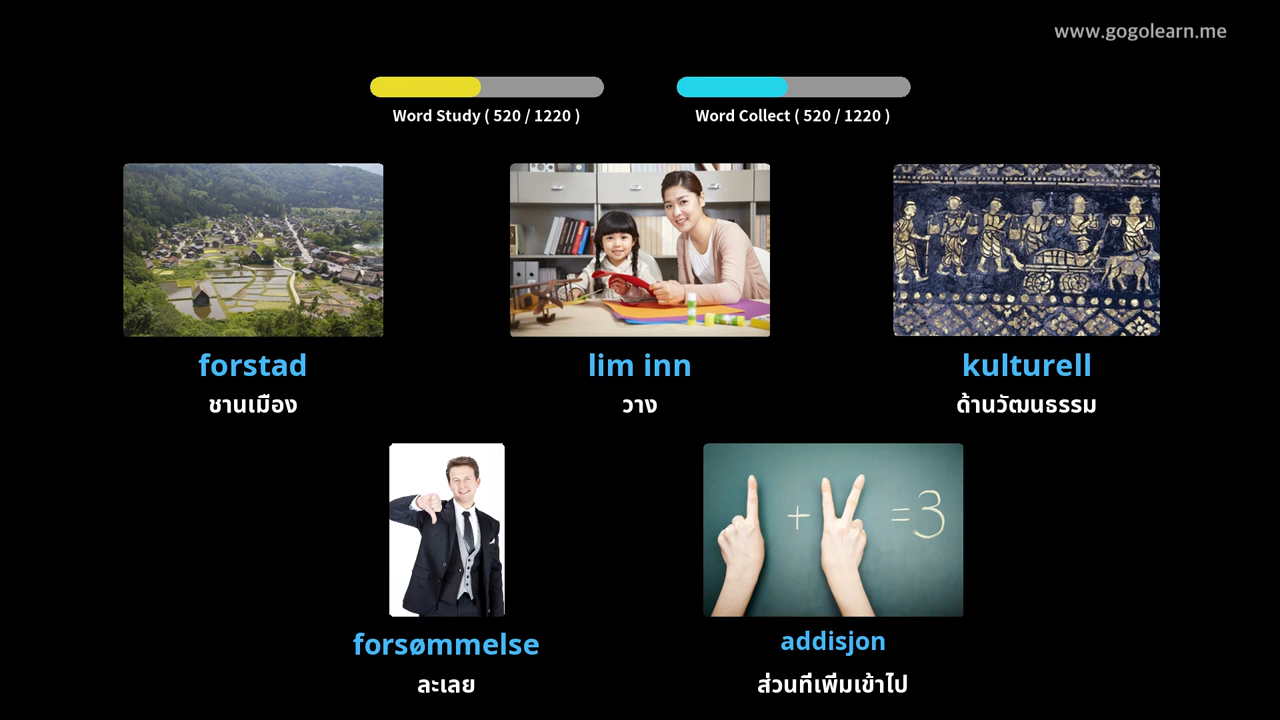 www.gogolearn.me
Word Study ( 520 / 1220 )
Word Collect ( 520 / 1220 )
forstad
ชานเมือง
lim inn
วาง
kulturell
ด้านวัฒนธรรม
forsømmelse
ละเลย
addisjon
ส่วนที่เพิ่มเข้าไป
+ =3